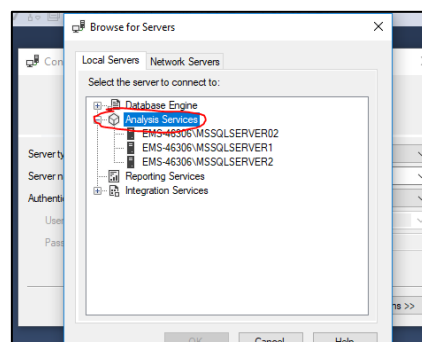 Browse for Servers
Con
Local Servers Network Servers
Select the server to connect to:
Database Engine
Analysis Services
EMS-46306\MSSQLSERVER02
EMS-46306\MSSQLSERVER1
EMS-46306\MSSQLSERVER2
Reporting Services
Integration Services
Server ty
Server n
Authenti
User
Pass
ns >>
OK Cancel Help